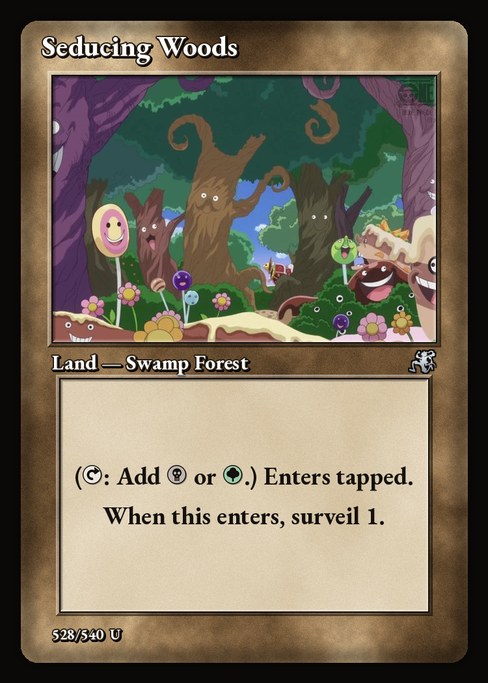 Seducing Woods
Land — Swamp Forest
(: Add  or .) Enters tapped.
When this enters, surveil 1.
528/540 U